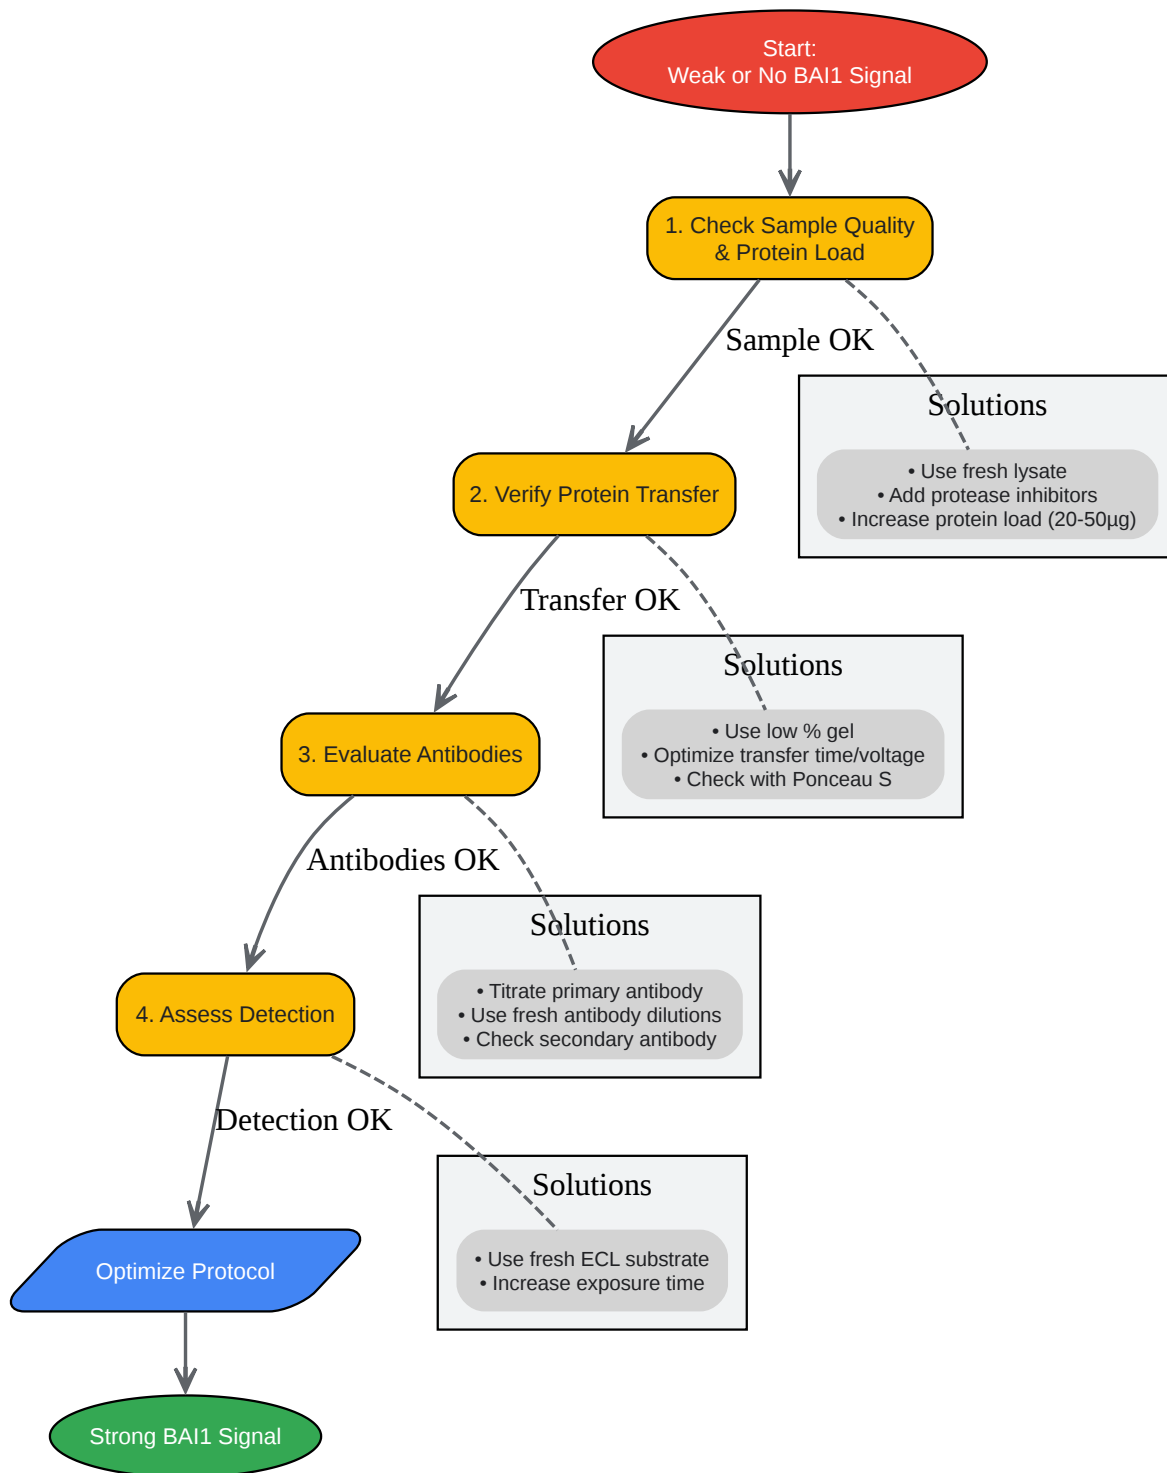 Start:
Weak or No BAI1 Signal
1. Check Sample Quality
& Protein Load
Sample OK
Solutions
• Use fresh lysate
• Add protease inhibitors
• Increase protein load (20-50µg)
2. Verify Protein Transfer
Transfer OK
Solutions
• Use low % gel
• Optimize transfer time/voltage
• Check with Ponceau S
3. Evaluate Antibodies
Antibodies OK
Solutions
• Titrate primary antibody
• Use fresh antibody dilutions
• Check secondary antibody
4. Assess Detection
Detection OK
Solutions
• Use fresh ECL substrate
• Increase exposure time
Optimize Protocol
Strong BAI1 Signal